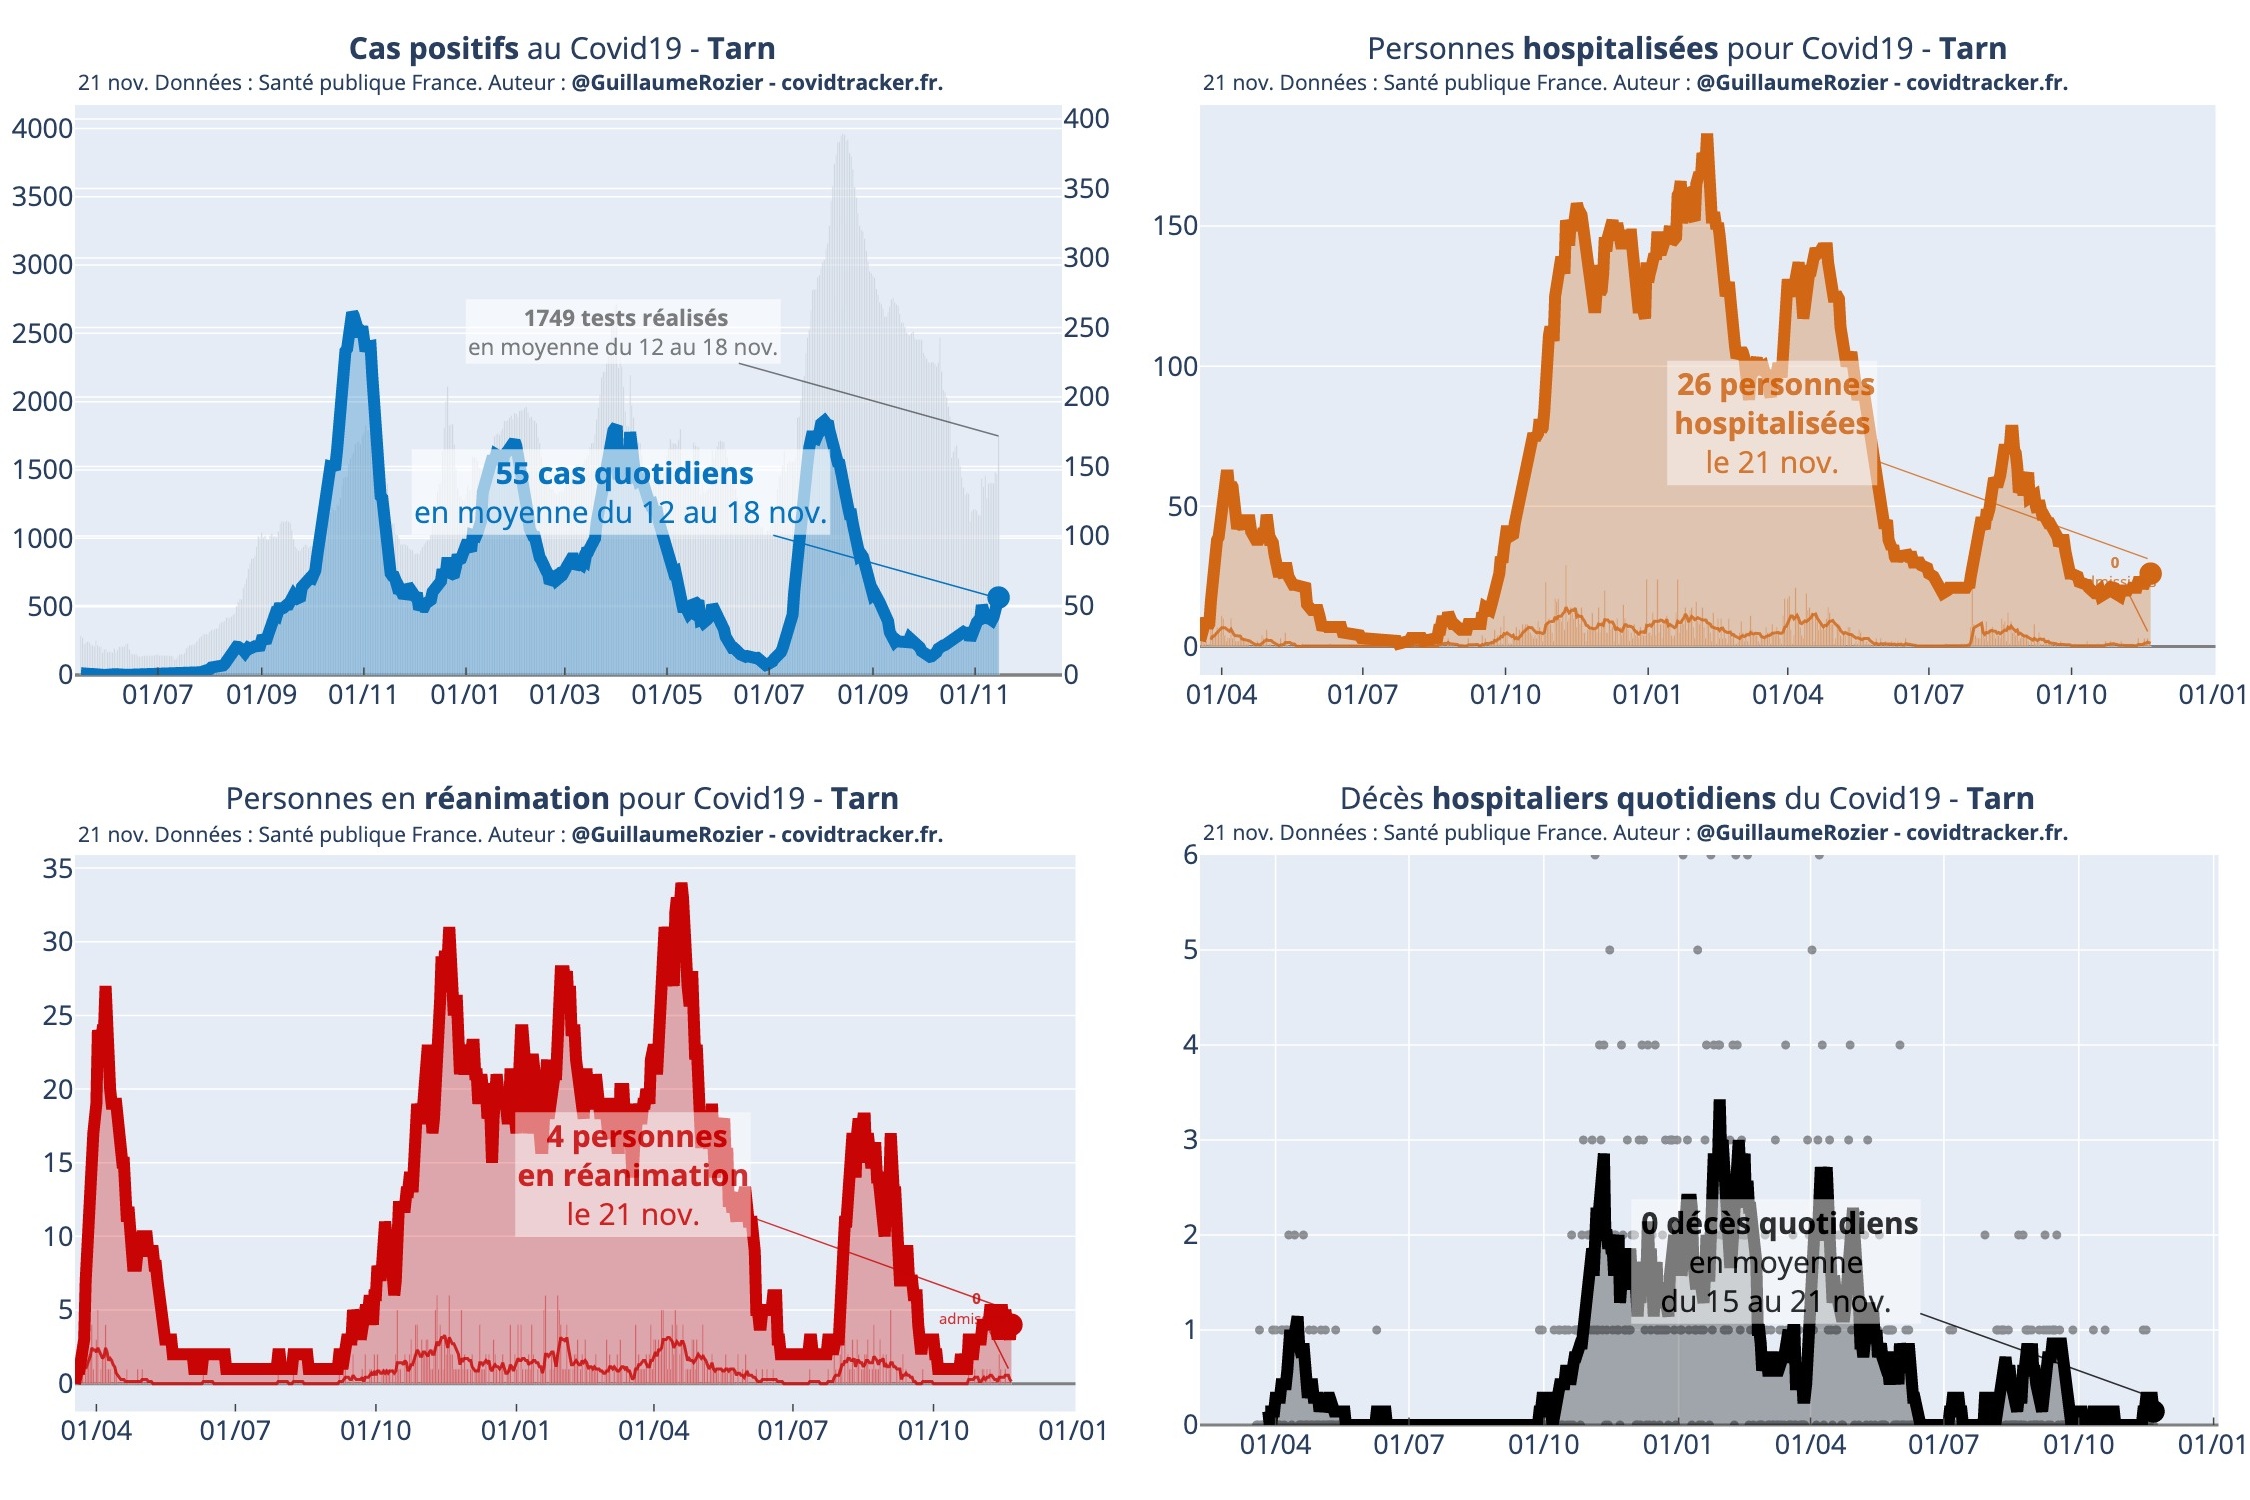 Cas positifs au Covid19 - Tarn
21 nov. Données : Santé publique France. Auteur : @GuillaumeRozier - covidtracker.fr.
4000
3500
3000
2500
2000
1500
1000
500
0
400
350
300
250
200
150
100
50
0
1749 tests réalisés
en moyenne du 12 au 18 nov.
55 cas quotidiens
en moyenne du 12 au 18 nov.
01/07 01/09 01/11 01/01 01/03 01/05 01/07 01/09 01/11
Personnes hospitalisées pour Covid19 - Tarn
21 nov. Données : Santé publique France. Auteur : @GuillaumeRozier - covidtracker.fr.
150
100
50
0
26 personnes
hospitalisées
le 21 nov.
0
01/04 01/07 01/10 01/01 01/04 01/07 01/10 01/01
Personnes en réanimation pour Covid19 - Tarn
21 nov. Données : Santé publique France. Auteur : @GuillaumeRozier - covidtracker.fr.
35
30
25
20
15
10
5
0
4 personnes
en réanimation
le 21 nov.
0
admis
01/04 01/07 01/10 01/01 01/04 01/07 01/10 01/01
Décès hospitaliers quotidiens du Covid19 - Tarn
21 nov. Données : Santé publique France. Auteur : @GuillaumeRozier - covidtracker.fr.
6
5
4
3
2
1
0
0 décès quotidiens
en moyenne
du 15 au 21 nov.
01/04 01/07 01/10 01/01 01/04 01/07 01/10 01/01